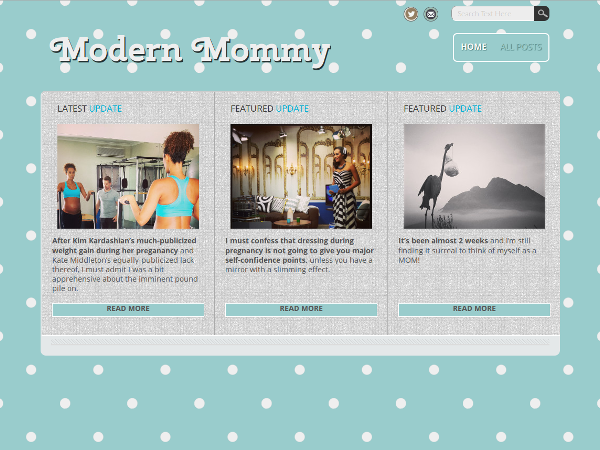 Search Text Here
Modern Mommy
HOME ALL POSTS
LATEST UPDATE
After Kim Kardashian's much-publicized
weight gain during her preganancy and
Kate Middleton's equally publicized lack
thereof, I must admit I was a bit
apprehensive about the imminent pound
pile on.
READ MORE
FEATURED UPDATE
I must confess that dressing during
pregnancy is not going to give you major
self-confidence points, unless you have a
mirror with a slimming effect.
READ MORE
FEATURED UPDATE
It's been almost 2 weeks and I'm still
finding it surreal to think of myself as a
MOM!
READ MORE